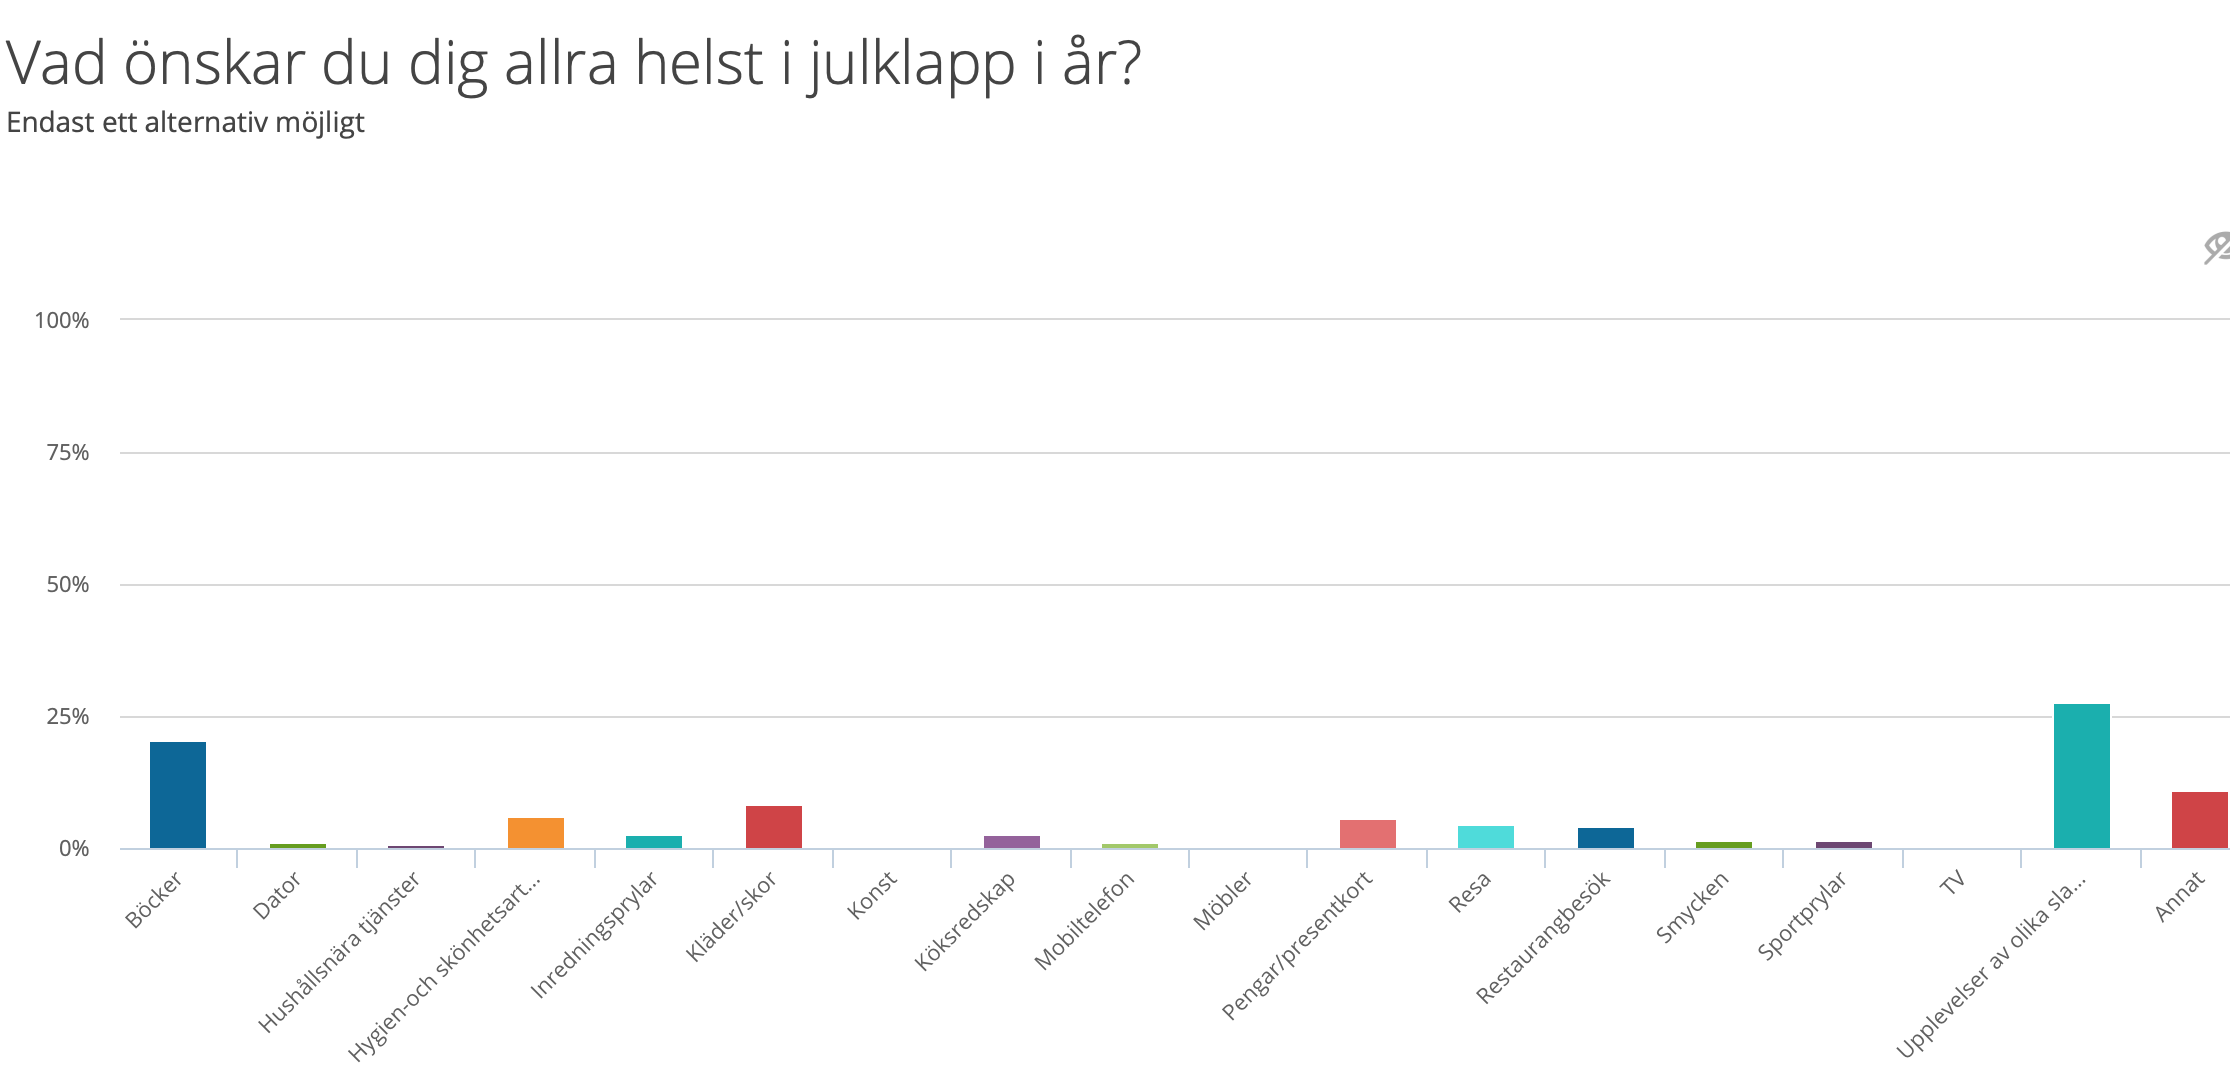 Vad önskar du dig allra helst i julklapp i år?
Endast ett alternativ möjligt
100%
75%
50%
25%
0%
Böcker
Dator
Hushållsnära tjänster
Hygien-och skönhetsart...
Inredningsprylar
Kläder/skor
Konst
Köksredskap
Mobiltelefon
Möbler
Pengar/presentkort
Resa
Restaurangbesök
Smycken
Sportprylar
TV
Upplevelser av olika sla...
Annat